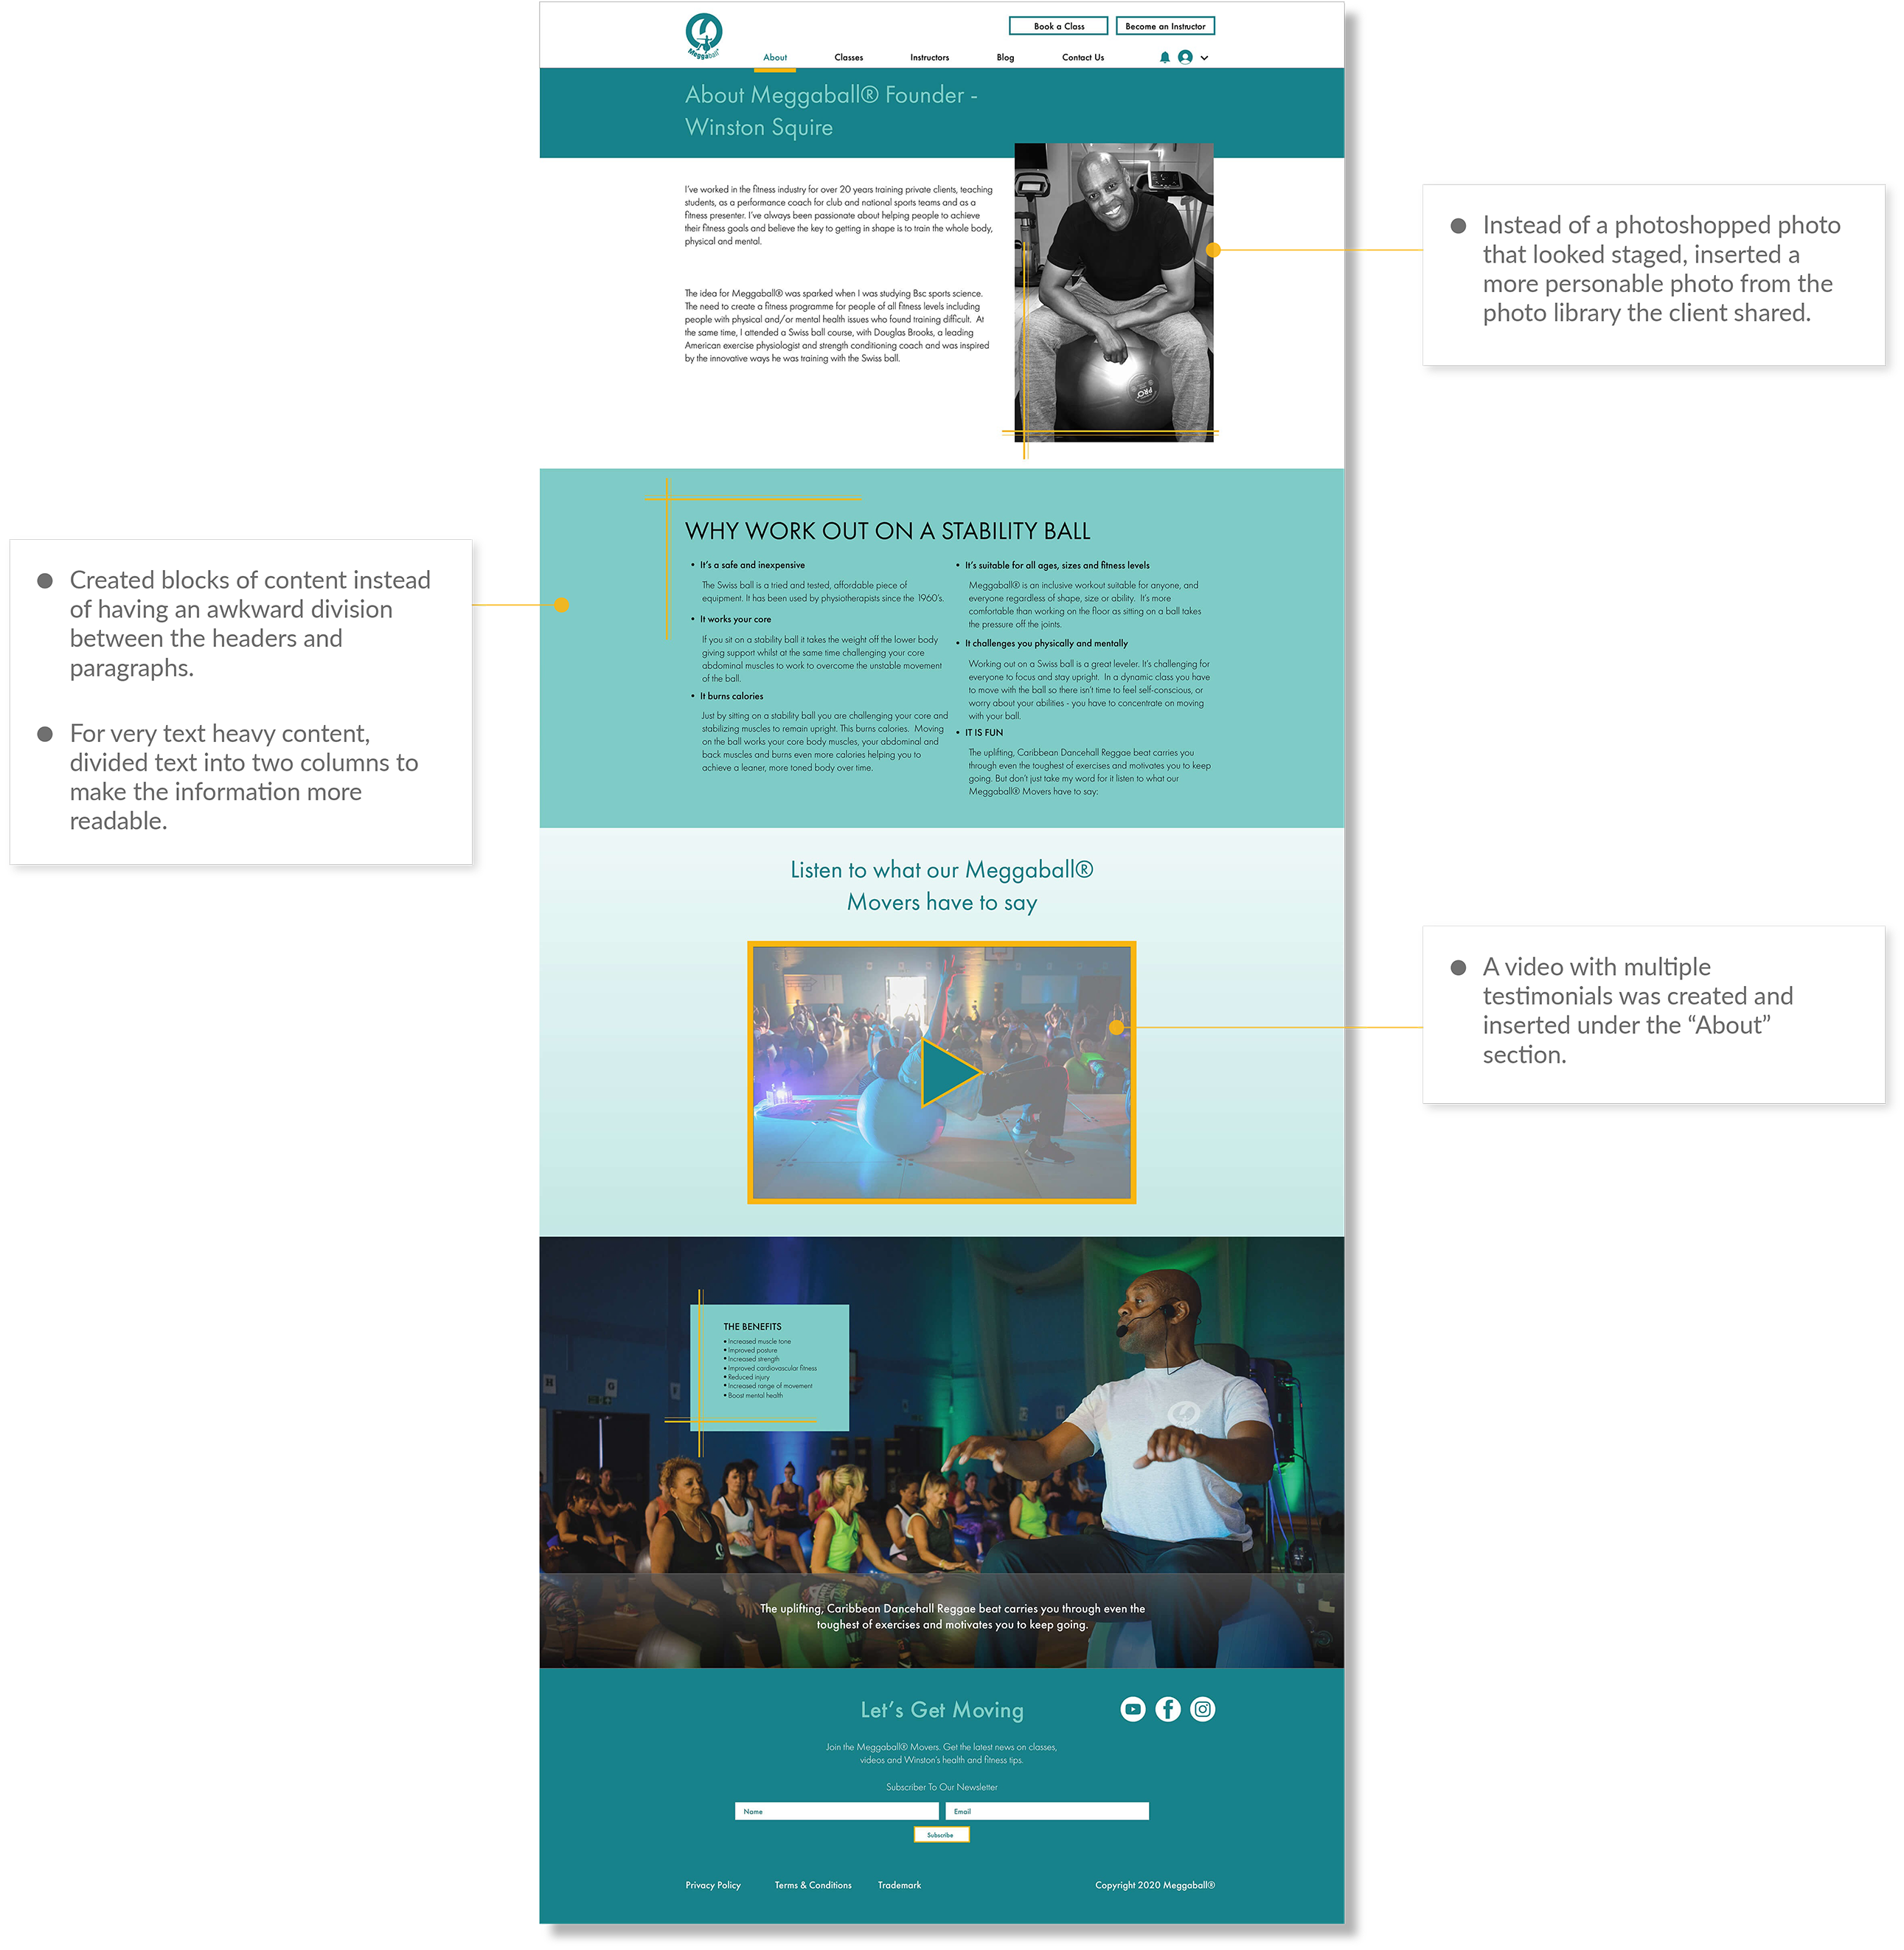 Meggaball
Book a Class
Become an Instructor
About
Classes
Instructors
Blog
Contact Us
About Meggaball® Founder -
Winston Squire
I've worked in the fitness industry for over 20 years training private clients, teaching
students, as a performance coach for club and national sports teams and as a
fitness presenter. I've always been passionate about helping people to achieve
their fitness goals and believe the key to getting in shape is to train the whole body,
physical and mental.
The idea for Meggaball® was sparked when I was studying Bsc sports science.
The need to create a fitness programme for people of all fitness levels including
people with physical and/or mental health issues who found training difficult. At
the same time, I attended a Swiss ball course, with Douglas Brooks, a leading
American exercise physiologist and strength conditioning coach and was inspired
by the innovative ways he was training with the Swiss ball.
• Instead of a photoshopped photo
that looked staged, inserted a
more personable photo from the
photo library the client shared.
• Created blocks of content instead
of having an awkward division
between the headers and
paragraphs.
• For very text heavy content,
divided text into two columns to
make the information more
readable.
WHY WORK OUT ON A STABILITY BALL
• It's a safe and inexpensive
The Swiss ball is a tried and tested, affordable piece of
equipment. It has been used by physiotherapists since the 1960's.
• It works your core
If you sit on a stability ball it takes the weight off the lower body
giving support whilst at the same time challenging your core
abdominal muscles to work to overcome the unstable movement
of the ball.
• It burns calories
Just by sitting on a stability ball you are challenging your core and
stabilizing muscles to remain upright. This burns calories. Moving
on the ball works your core body muscles, your abdominal and
back muscles and burns even more calories helping you to
achieve a leaner, more toned body over time.
• It's suitable for all ages, sizes and fitness levels
Meggaball® is an inclusive workout suitable for anyone, and
everyone regardless of shape, size or ability. It's more
comfortable than working on the floor as sitting on a ball takes
the pressure off the joints.
• It challenges you physically and mentally
Working out on a Swiss ball is a great leveler. It's challenging for
everyone to focus and stay upright. In a dynamic class you have
to move with the ball so there isn't time to feel self-conscious, or
worry about your abilities - you have to concentrate on moving
with your ball.
• IT IS FUN
The uplifting, Caribbean Dancehall Reggae beat carries you
through even the toughest of exercises and motivates you to keep
going. But don't just take my word for it listen to what our
Meggaball® Movers have to say:
Listen to what our Meggaball®
Movers have to say
• A video with multiple
testimonials was created and
inserted under the “About”
section.
THE BENEFITS
• Increased muscle tone
• Improved posture
• Increased strength
• Improved cardiovascular fitness
• Reduced injury
• Increased range of movement
• Boost mental health
H
G
The uplifting, Caribbean Dancehall Reggae beat carries you through even the
toughest of exercises and motivates you to keep going.
Let's Get Moving
Join the Meggaball® Movers. Get the latest news on classes,
videos and Winston's health and fitness tips.
Subscriber To Our Newsletter
Name
Email
Subscribe
Privacy Policy
Terms & Conditions
Trademark
Copyright 2020 Meggaball®